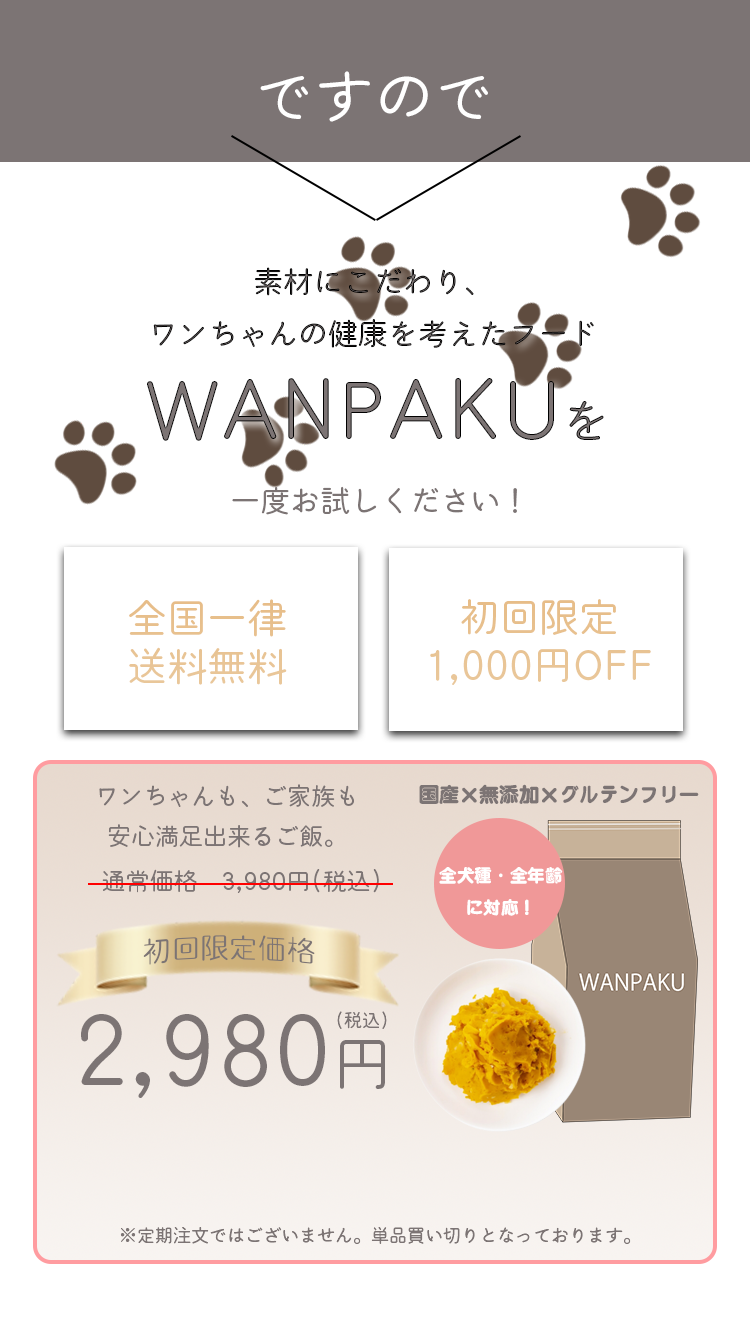 ですので
素材にこだわり、
ワンちゃんの健康を考えたフード
WANPAKUを
一度お試しください！
全国一律
送料無料
初回限定
1,000円OFF
ワンちゃんも、ご家族も
安心満足出来るご飯。
通常価格　3,980円(税込)
初回限定価格
2,980円(税込)
国産×無添加×グルテンフリー
全犬種・全年齢
に対応！
WANPAKU
※定期注文ではございません。単品買い切りとなっております。